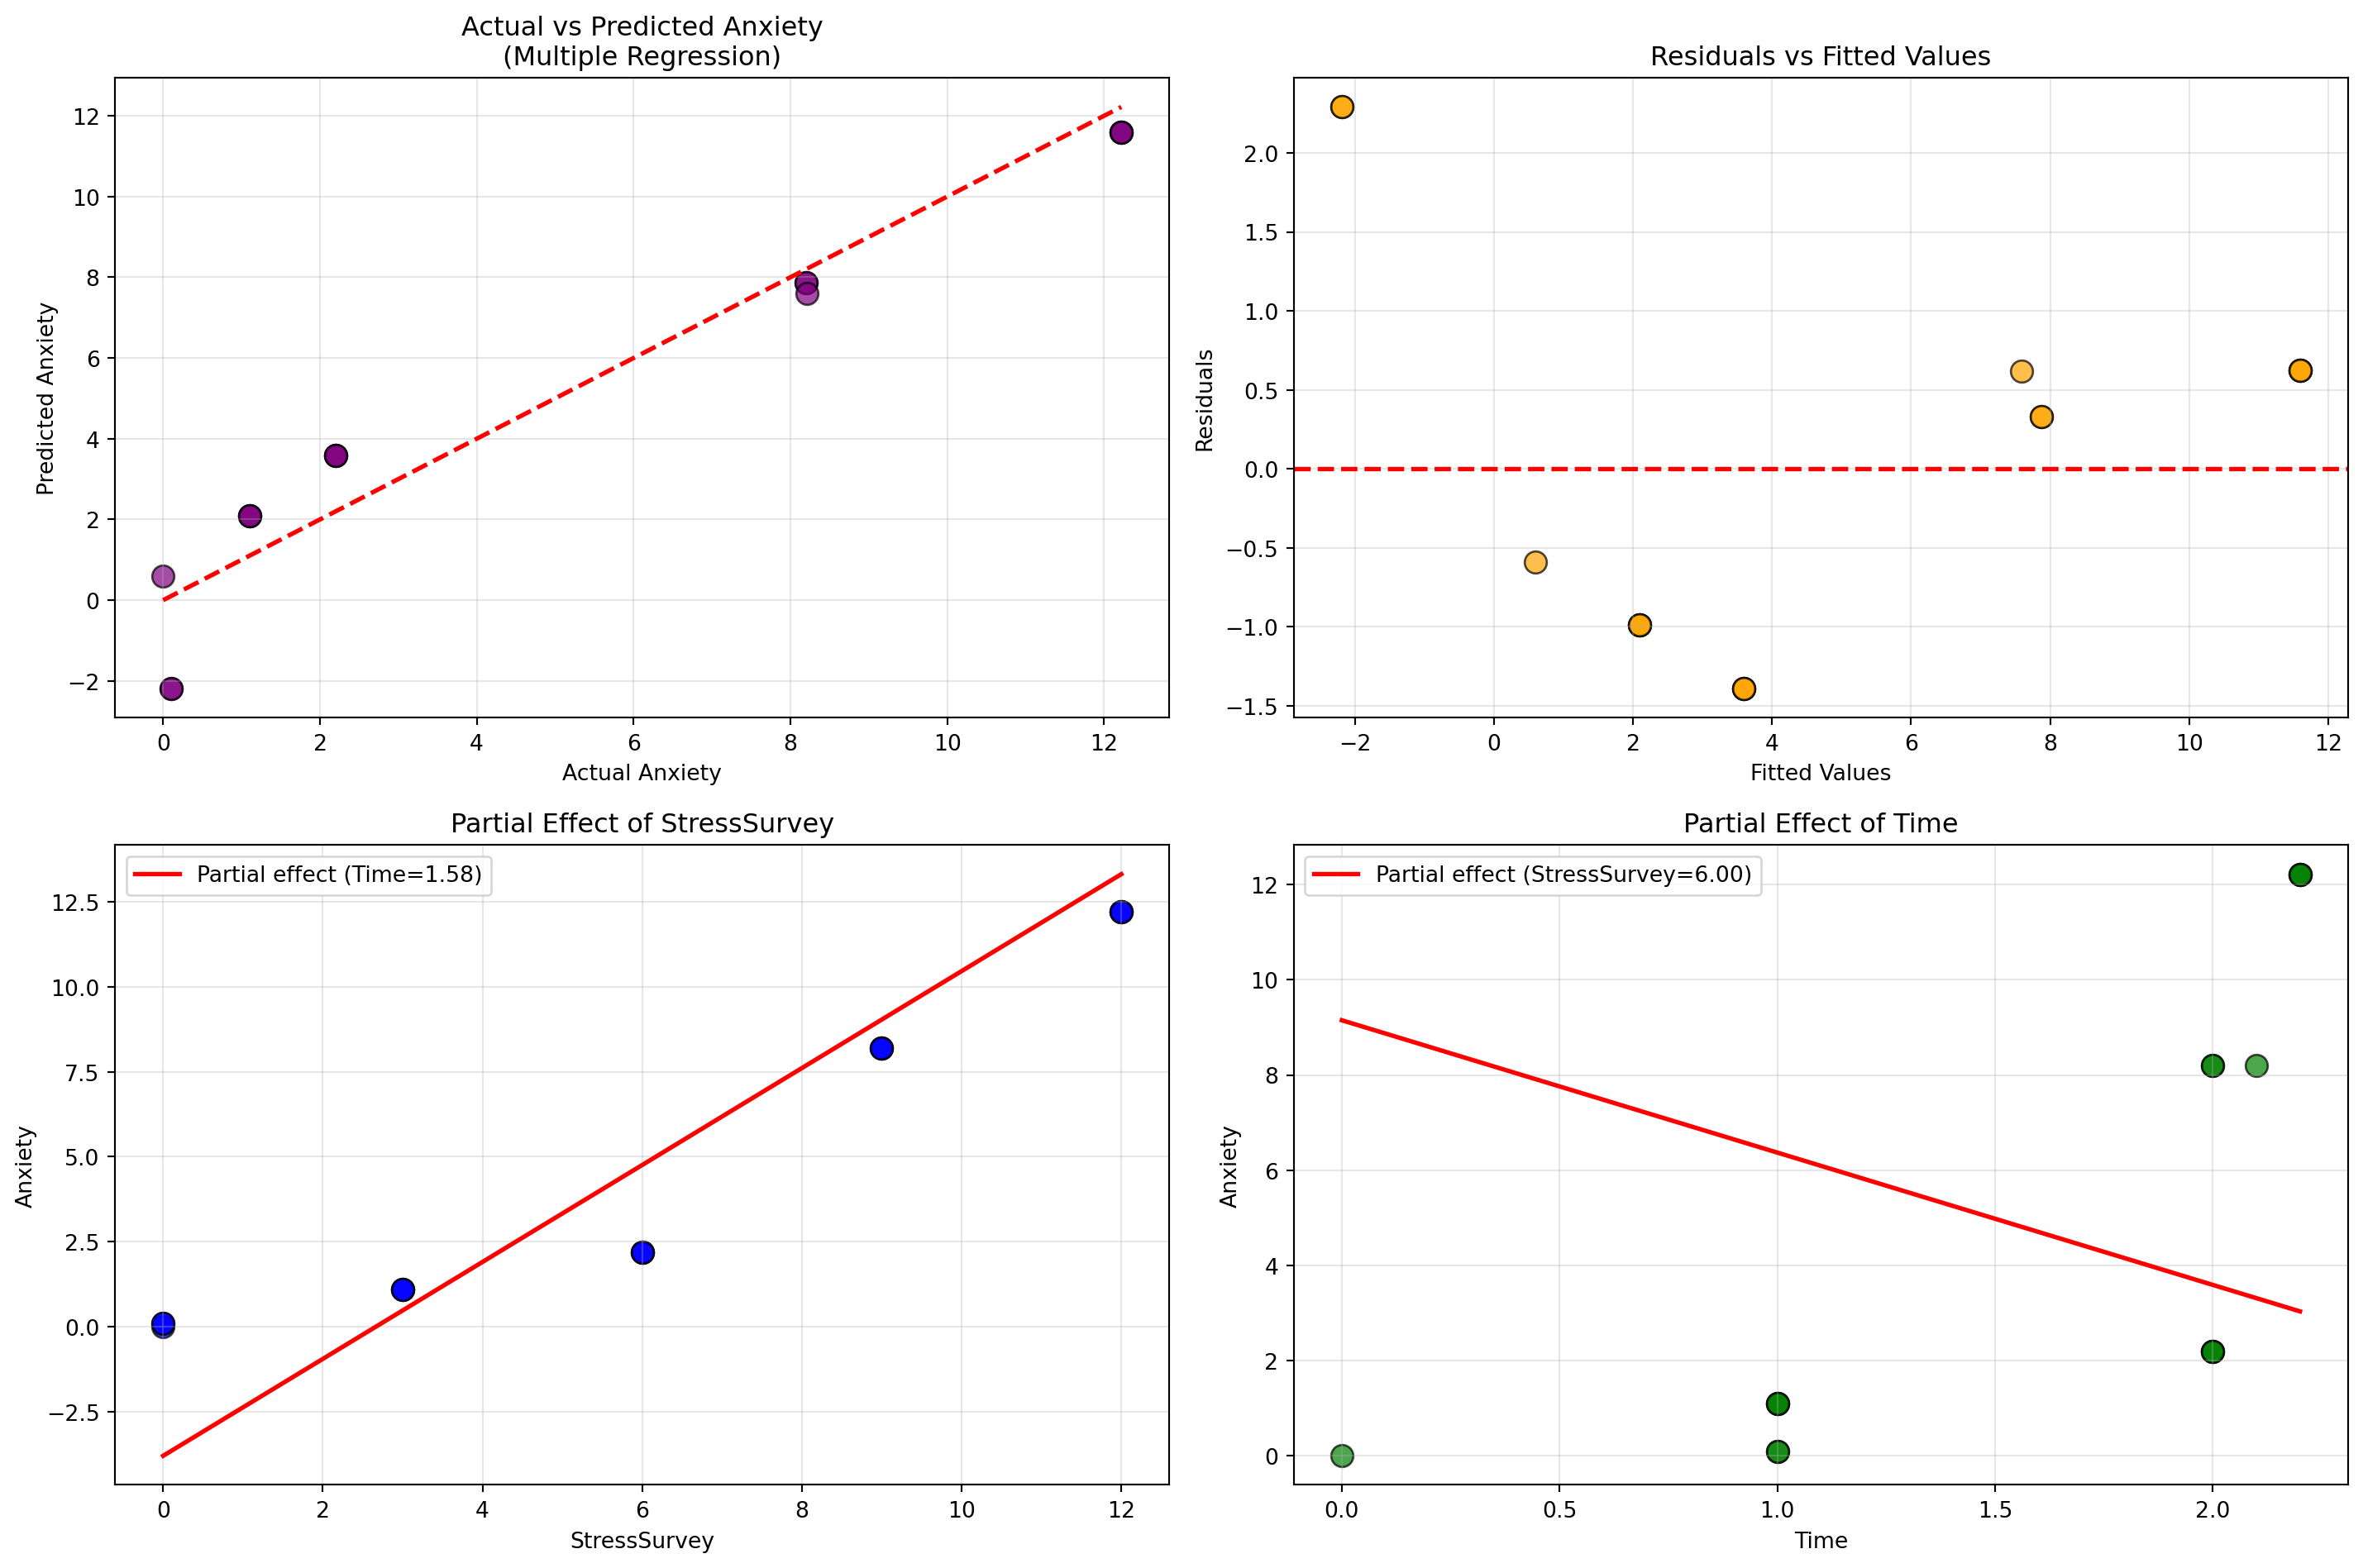 Actual vs Predicted Anxiety
(Multiple Regression)
12
10
8
6
4
2
0
−2
Predicted Anxiety
0 2 4 6 8 10 12
Actual Anxiety
Residuals vs Fitted Values
2.0
1.5
1.0
0.5
0.0
−0.5
−1.0
−1.5
Residuals
−2 0 2 4 6 8 10 12
Fitted Values
Partial Effect of StressSurvey
Partial effect (Time=1.58)
12.5
10.0
7.5
5.0
2.5
0.0
−2.5
Anxiety
0 2 4 6 8 10 12
StressSurvey
Partial Effect of Time
Partial effect (StressSurvey=6.00)
12
10
8
6
4
2
0
Anxiety
0.0 0.5 1.0 1.5 2.0
Time